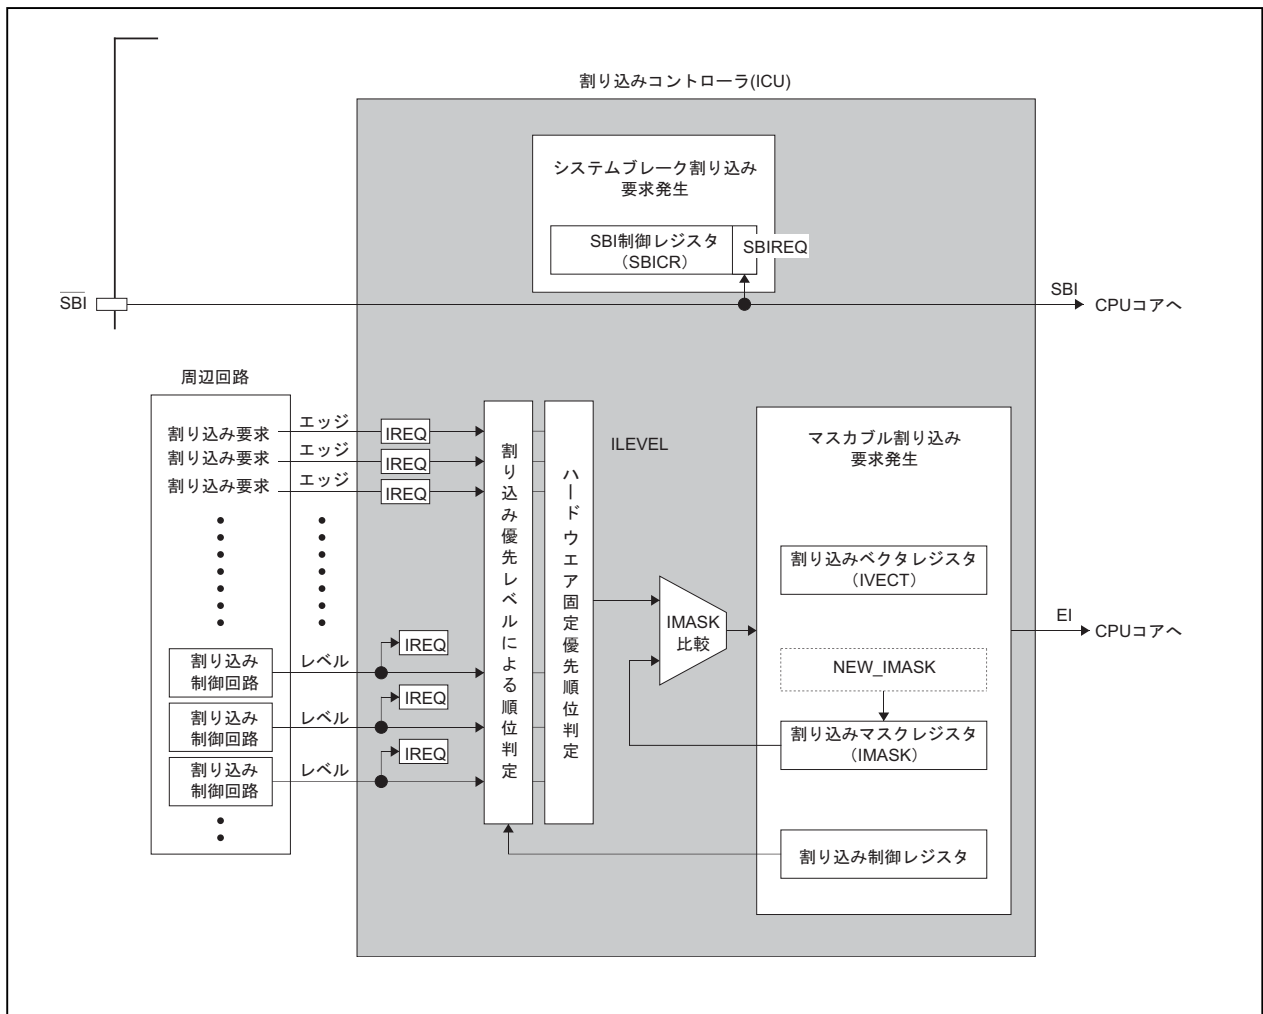 割り込みコントローラ(ICU)
システムブレーク割り込み
要求発生
SBI制御レジスタ
(SBICR)
SBIREQ
SBI
SBI
CPUコアへ
周辺回路
割り込み要求
エッジ
IREQ
割り込み要求
エッジ
IREQ
割り込み要求
エッジ
IREQ
割り込み優先レベルによる順位判定
ハードウエア固定優先順位判定
ILEVEL
IMASK
比較
マスカブル割り込み
要求発生
割り込みベクタレジスタ
(IVECT)
NEW_IMASK
割り込みマスクレジスタ
(IMASK)
割り込み制御レジスタ
EI
CPUコアへ
割り込み
制御回路
レベル
IREQ
割り込み
制御回路
レベル
IREQ
割り込み
制御回路
レベル
IREQ